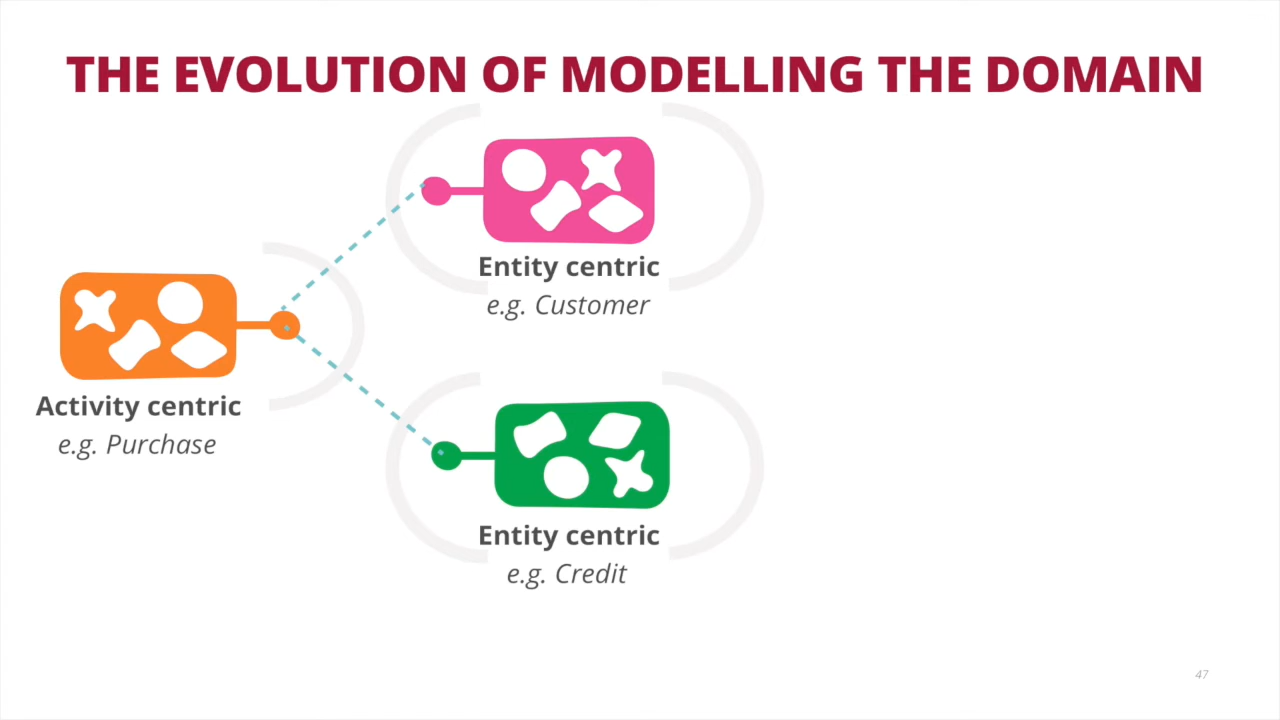 THE EVOLUTION OF MODELLING THE DOMAIN
Entity centric
e.g. Customer
Activity centric
e.g. Purchase
Entity centric
e.g. Credit
47